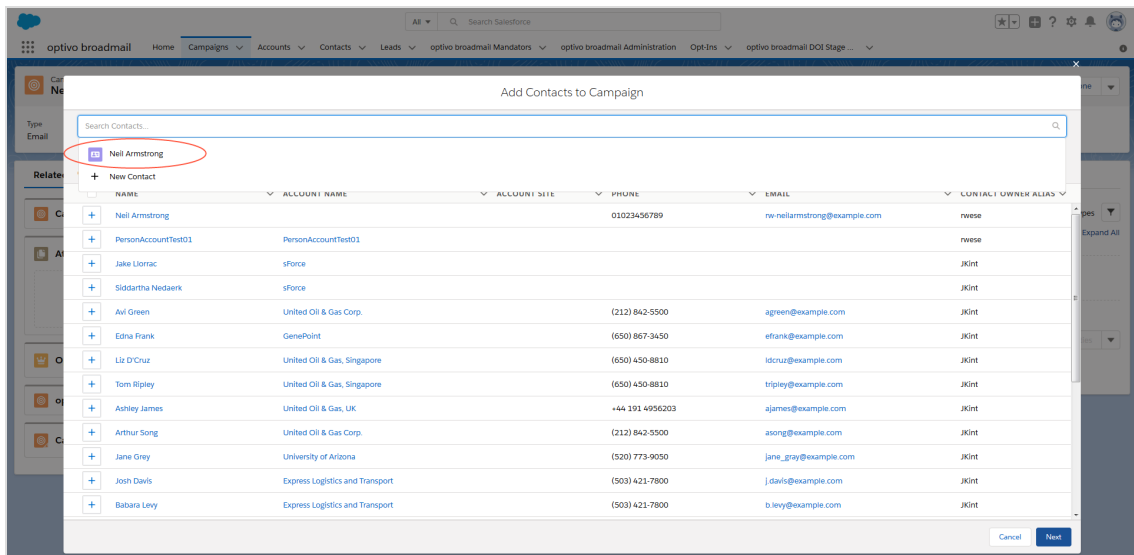 All Search Salesforce
optivo broadmail Home Campaigns Accounts Contacts Leads optivo broadmail Mandators optivo broadmail Administration Opt-Ins optivo broadmail DOI Stage ...
Add Contacts to Campaign
Type
Email
Search Contacts...
Neil Armstrong
New Contact
NAME ACCOUNT NAME ACCOUNT SITE PHONE EMAIL CONTACT OWNER ALIAS
Neil Armstrong 01023456789 rw-neilarmstrong@example.com rwese
PersonAccountTest01 PersonAccountTest01 rwese
Expand All
Jake Llorrac sForce JKint
Siddartha Nedaerk sForce JKint
Avi Green United Oil & Gas Corp. (212) 842-5500 agreen@example.com JKint
Edna Frank GenePoint (650) 867-3450 efrank@example.com JKint
Liz D'Cruz United Oil & Gas, Singapore (650) 450-8810 ldcruz@example.com JKint
Tom Ripley United Oil & Gas, Singapore (650) 450-8810 tripley@example.com JKint
Ashley James United Oil & Gas, UK +44 191 4956203 ajames@example.com JKint
Arthur Song United Oil & Gas Corp. (212) 842-5500 asong@example.com JKint
Jane Grey University of Arizona (520) 773-9050 jane_gray@example.com JKint
Josh Davis Express Logistics and Transport (503) 421-7800 j.davis@example.com JKint
Babara Levy Express Logistics and Transport (503) 421-7800 b.levy@example.com JKint
Cancel Next